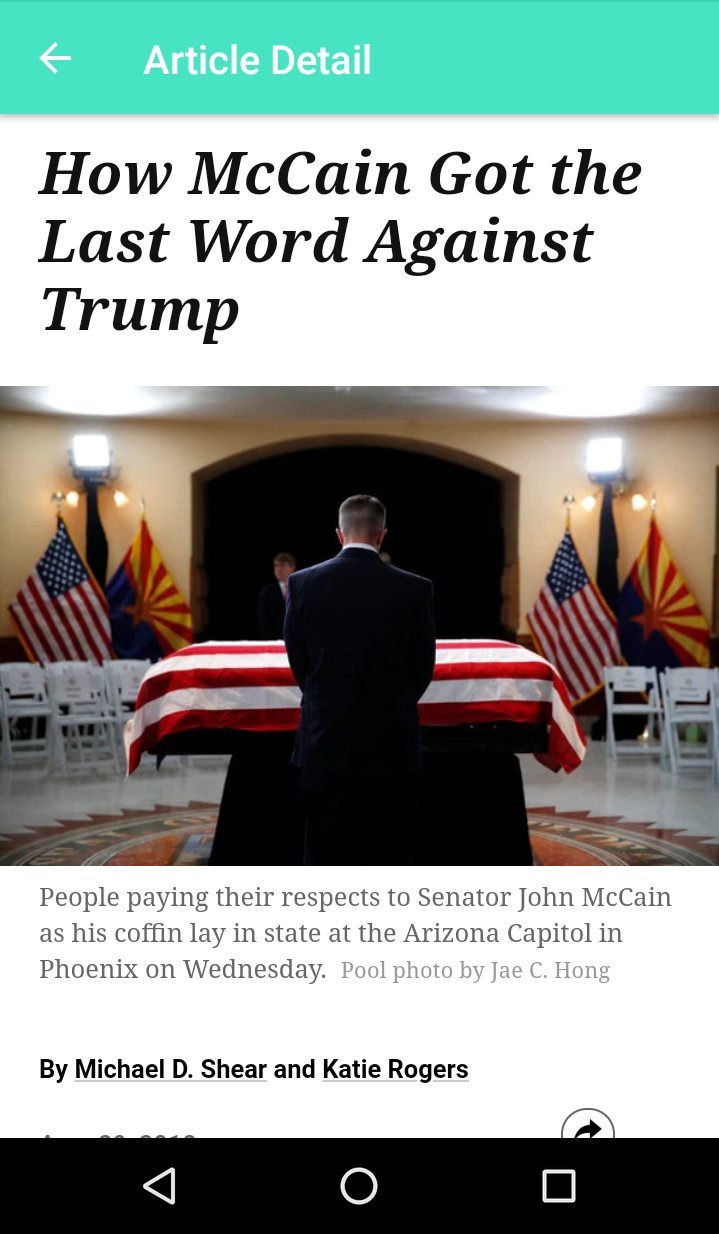 Article Detail
How McCain Got the
Last Word Against
Trump
People paying their respects to Senator John McCain
as his coffin lay in state at the Arizona Capitol in
Phoenix on Wednesday. Pool photo by Jae C. Hong
By Michael D. Shear and Katie Rogers